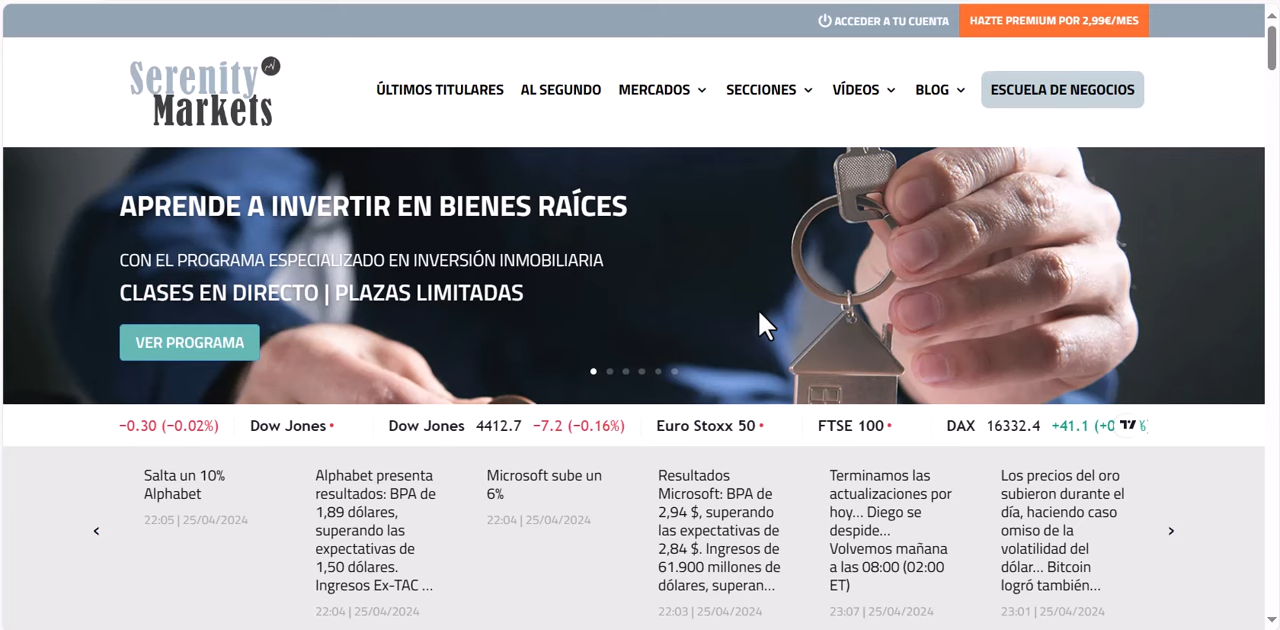 ACCEDER A TU CUENTA
HAZTE PREMIUM POR 2,99€/MES
Serenity
Markets
ÚLTIMOS TITULARES
AL SEGUNDO
MERCADOS
SECCIONES
VÍDEOS
BLOG
ESCUELA DE NEGOCIOS
APRENDE A INVERTIR EN BIENES RAÍCES
CON EL PROGRAMA ESPECIALIZADO EN INVERSIÓN INMOBILIARIA
CLASES EN DIRECTO | PLAZAS LIMITADAS
VER PROGRAMA
−0.30 (−0.02%)
Dow Jones
Dow Jones 4412.7 −7.2 (−0.16%)
Euro Stoxx 50
FTSE 100
DAX 16332.4 +41.1
Salta un 10%
Alphabet
22:05 | 25/04/2024
Alphabet presenta
resultados: BPA de
1,89 dólares,
superando las
expectativas de
1,50 dólares.
Ingresos Ex-TAC ...
22:04 | 25/04/2024
Microsoft sube un
6%
22:04 | 25/04/2024
Resultados
Microsoft: BPA de
2,94 $, superando
las expectativas de
2,84 $. Ingresos de
61.900 millones de
dólares, superan...
22:03 | 25/04/2024
Terminamos las
actualizaciones por
hoy... Diego se
despide...
Volvemos mañana
a las 08:00 (02:00
ET)
23:07 | 25/04/2024
Los precios del oro
subieron durante el
día, haciendo caso
omiso de la
volatilidad del
dólar... Bitcoin
logró también...
23:01 | 25/04/2024